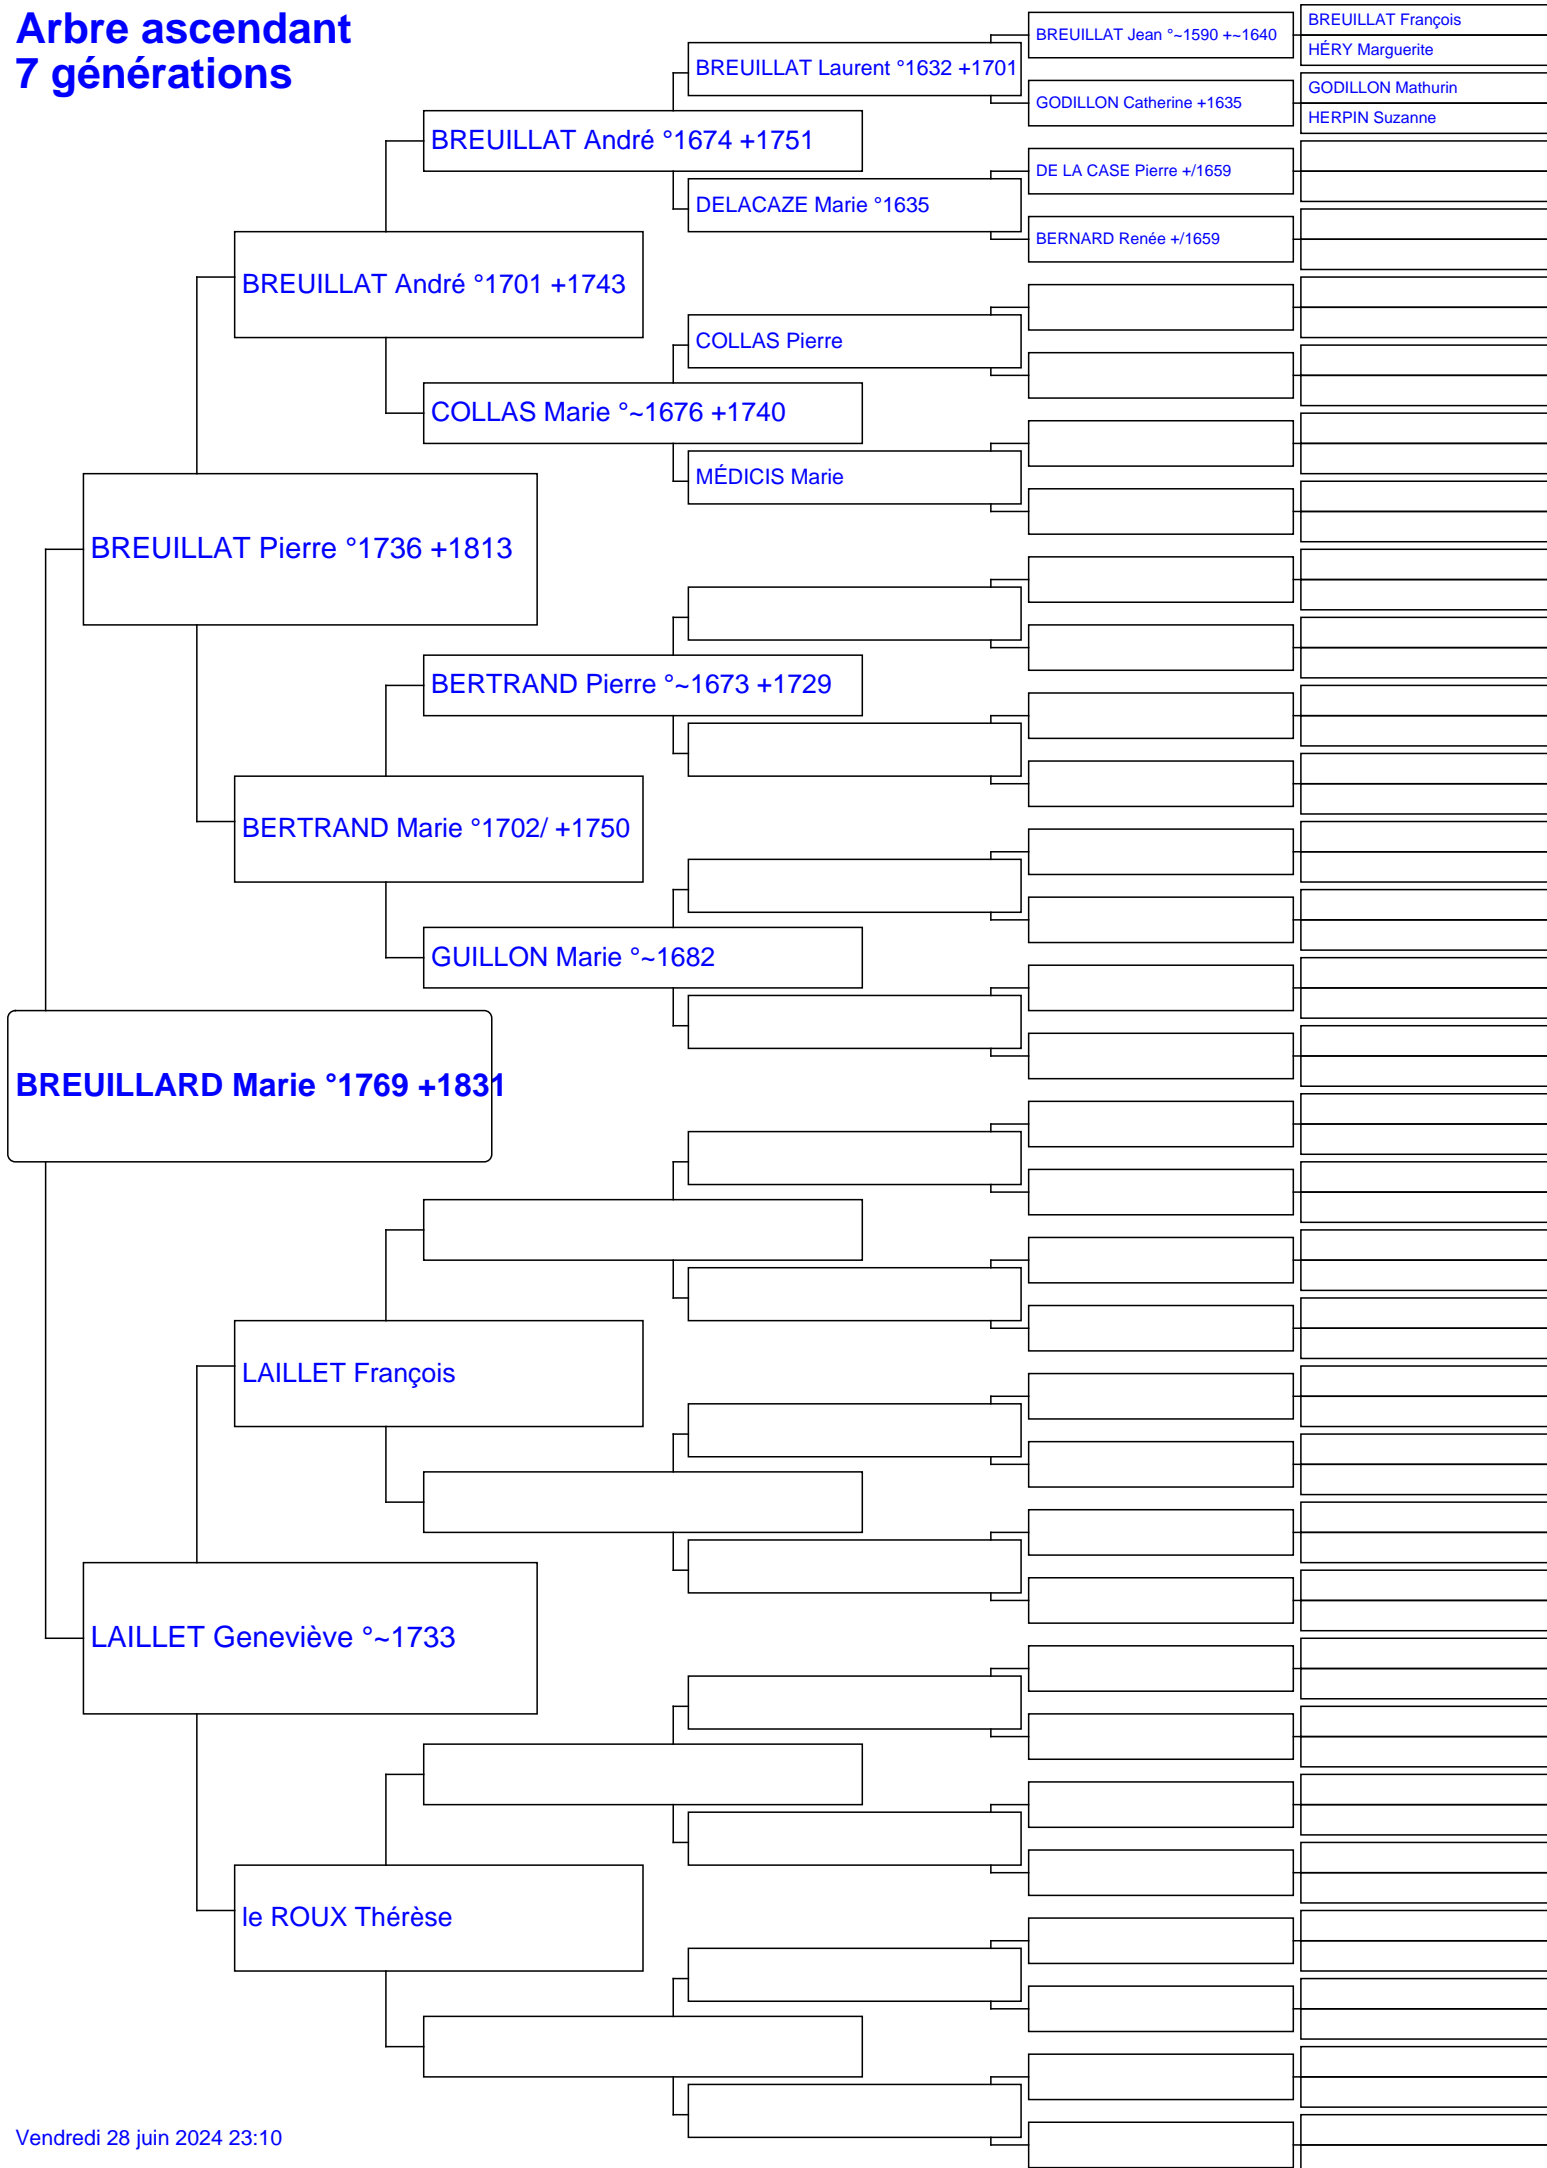 Arbre ascendant
7 générations
BREUILLAT François
BREUILLAT Jean °~1590 +~1640
HÉRY Marguerite
BREUILLAT Laurent °1632 +1701
GODILLON Mathurin
GODILLON Catherine +1635
HERPIN Suzanne
BREUILLAT André °1674 +1751
DE LA CASE Pierre +/1659
DELACAZE Marie °1635
BERNARD Renée +/1659
BREUILLAT André °1701 +1743
COLLAS Pierre
COLLAS Marie °~1676 +1740
MÉDICIS Marie
BREUILLAT Pierre °1736 +1813
BERTRAND Pierre °~1673 +1729
BERTRAND Marie °1702/ +1750
GUILLON Marie °~1682
BREUILLARD Marie °1769 +1831
LAILLET François
LAILLET Geneviève °~1733
le ROUX Thérèse
Vendredi 28 juin 2024 23:10